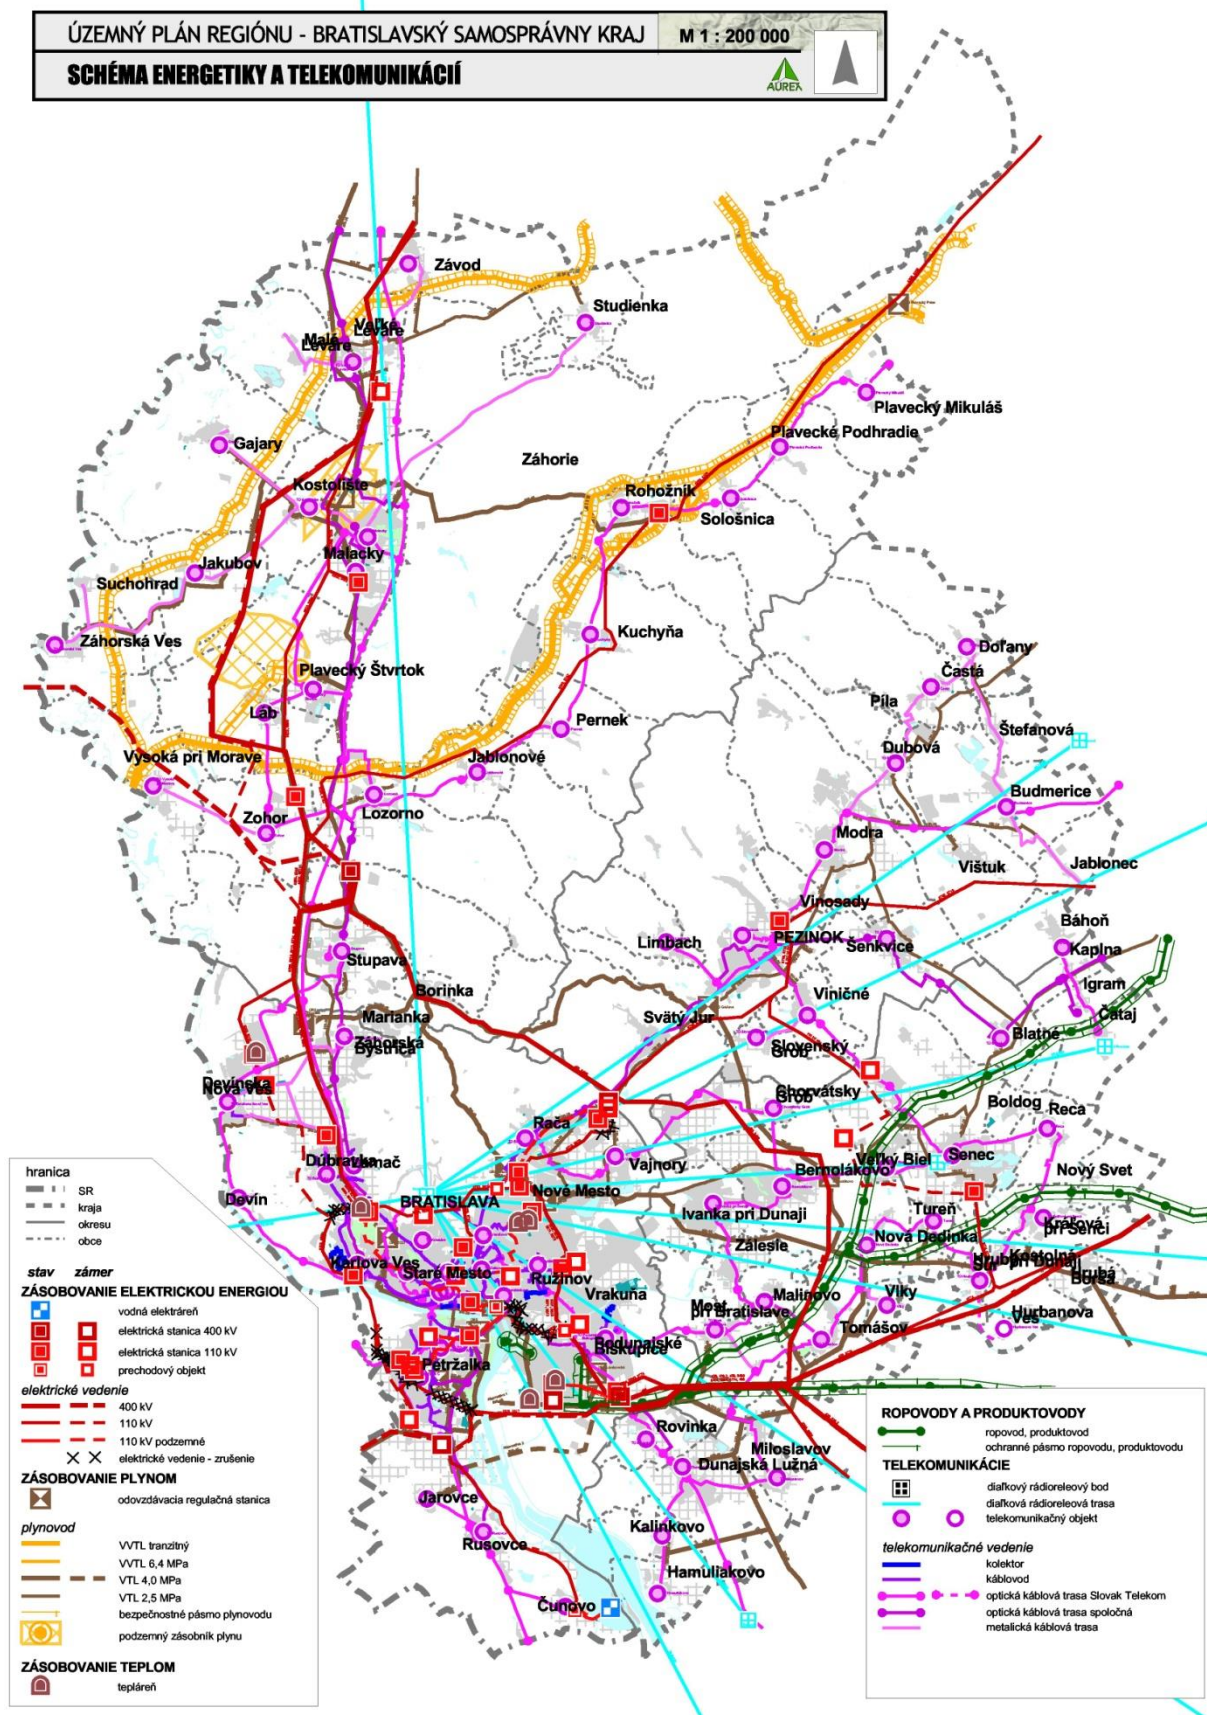 ÚZEMNÝ PLÁN REGIÓNU - BRATISLAVSKÝ SAMOSPRÁVNY KRAJ
M 1 : 200 000
SCHÉMA ENERGETIKY A TELEKOMUNIKÁCIÍ
AUREX
Závod
Studienka
Veľké
Leváre
Malé
Leváre
Plavecký Mikuláš
Plavecké Podhradie
Gajary
Záhorie
Kostolište
Rohožník
Sološnica
Malacky
Jakubov
Suchohrad
Záhorská Ves
Kuchyňa
Doľany
Častá
Píla
Plavecký Štvrtok
Láb
Pernek
Štefanová
Dubová
Vysoká pri Morave
Jablonové
Budmerice
Zohor
Lozorno
Modra
Vištuk
Jablonec
Vinosady
Báhoň
PEZINOK
Limbach
Šenkvice
Kaplna
Stupava
Igram
Borinka
Viničné
Čataj
Svätý Jur
Marianka
Blatné
Záhorská
Bystrica
Slovenský
Grob
Devínska
Nová Ves
Chorvátsky
Grob
Boldog
Reca
Rača
Dúbravka
Lamač
Vajnory
Veľký Biel
Senec
Bernolákovo
Nový Svet
Nové Mesto
Devín
BRATISLAVA
Ivanka pri Dunaji
Tureň
Kráľová
pri Senci
Nová Dedinka
Zálesie
Karlova Ves
Staré Mesto
Ružinov
Kostolná
pri Dunaji
Hrubý
Šur
Hrubá
Borša
Vrakuňa
Malinovo
Vlky
Most
pri Bratislave
Hurbanova
Ves
Tomášov
Podunajské
Biskupice
Petržalka
Rovinka
Miloslavov
Dunajská Lužná
Jarovce
Kalinkovo
Rusovce
Hamuliakovo
Čunovo
hranica
SR
kraja
okresu
obce
stav zámer
ZÁSOBOVANIE ELEKTRICKOU ENERGIOU
vodná elektráreň
elektrická stanica 400 kV
elektrická stanica 110 kV
prechodový objekt
elektrické vedenie
400 kV
110 kV
110 kV podzemné
elektrické vedenie - zrušenie
ZÁSOBOVANIE PLYNOM
odovzdávacia regulačná stanica
plynovod
VVTL tranzitný
VVTL 6,4 MPa
VTL 4,0 MPa
VTL 2,5 MPa
bezpečnostné pásmo plynovodu
podzemný zásobník plynu
ZÁSOBOVANIE TEPLOM
tepláreň
ROPOVODY A PRODUKTOVODY
ropovod, produktovod
ochranné pásmo ropovodu, produktovodu
TELEKOMUNIKÁCIE
diaľkový rádioreleový bod
diaľková rádioreleová trasa
telekomunikačný objekt
telekomunikačné vedenie
kolektor
káblovod
optická káblová trasa Slovak Telekom
optická káblová trasa spoločná
metalická káblová trasa